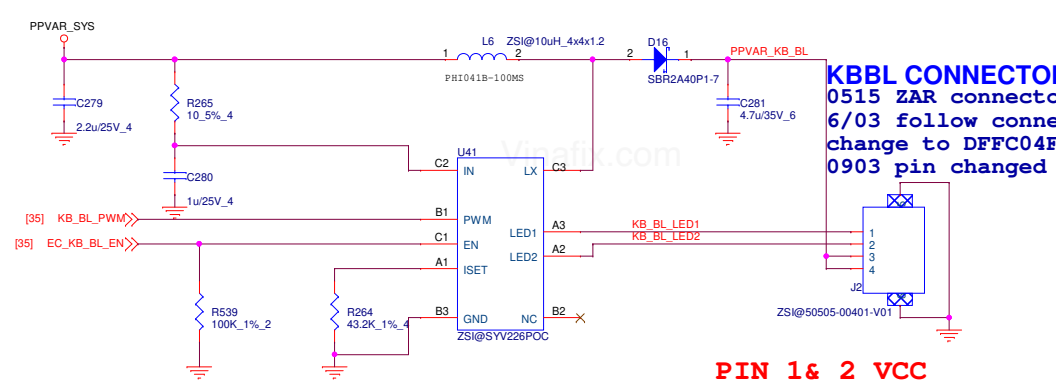 PPVAR_SYS
L6 ZSI@10uH_4x4x1.2
1 2
PHI041B-100MS
2 D16 1
SBR2A40P1-7
PPVAR_KB_BL
KBBL CONNECTO
0515 ZAR connecto
6/03 follow conne
change to DFFC04F
0903 pin changed
C279
2.2u/25V_4
R265
10_5%_4
C281
4.7u/35V_6
Vinafix.com
C280
1u/25V_4
U41
C2 IN LX C3
[35] KB_BL_PWM B1 PWM
[35] EC_KB_BL_EN C1 EN
LED1 A3 KB_BL_LED1 1
LED2 A2 KB_BL_LED2 2
3
4
A1 ISET
J2
R539
100K_1%_2
R264
43.2K_1%_4
B3 GND NC B2
ZSI@SYV226POC
ZSI@50505-00401-V01
PIN 1& 2 VCC